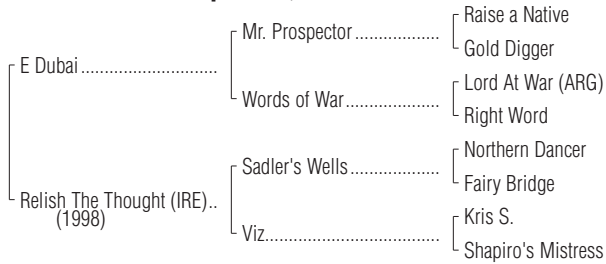 Raise a Native
Mr. Prospector..................
Gold Digger
E Dubai.............................
Lord At War (ARG)
Words of War....................
Right Word
Northern Dancer
Sadler's Wells...................
Fairy Bridge
Relish The Thought (IRE)..
(1998)
Kris S.
Viz.....................................
Shapiro's Mistress